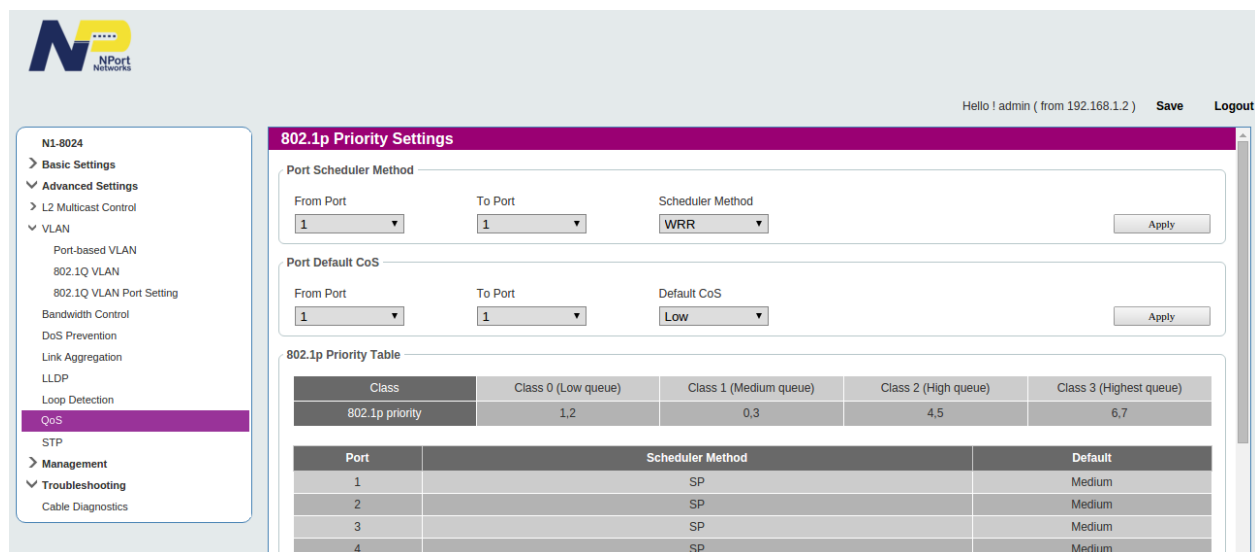 NPort
Networks
Hello ! admin ( from 192.168.1.2 ) Save Logout
N1-8024
Basic Settings
Advanced Settings
L2 Multicast Control
VLAN
Port-based VLAN
802.1Q VLAN
802.1Q VLAN Port Setting
Bandwidth Control
DoS Prevention
Link Aggregation
LLDP
Loop Detection
QoS
STP
Management
Troubleshooting
Cable Diagnostics
802.1p Priority Settings
Port Scheduler Method
From Port To Port Scheduler Method
1 1 WRR Apply
Port Default CoS
From Port To Port Default CoS
1 1 Low Apply
802.1p Priority Table
Class Class 0 (Low queue) Class 1 (Medium queue) Class 2 (High queue) Class 3 (Highest queue)
802.1p priority 1,2 0,3 4,5 6,7
Port Scheduler Method Default
1 SP Medium
2 SP Medium
3 SP Medium
4 SP Medium